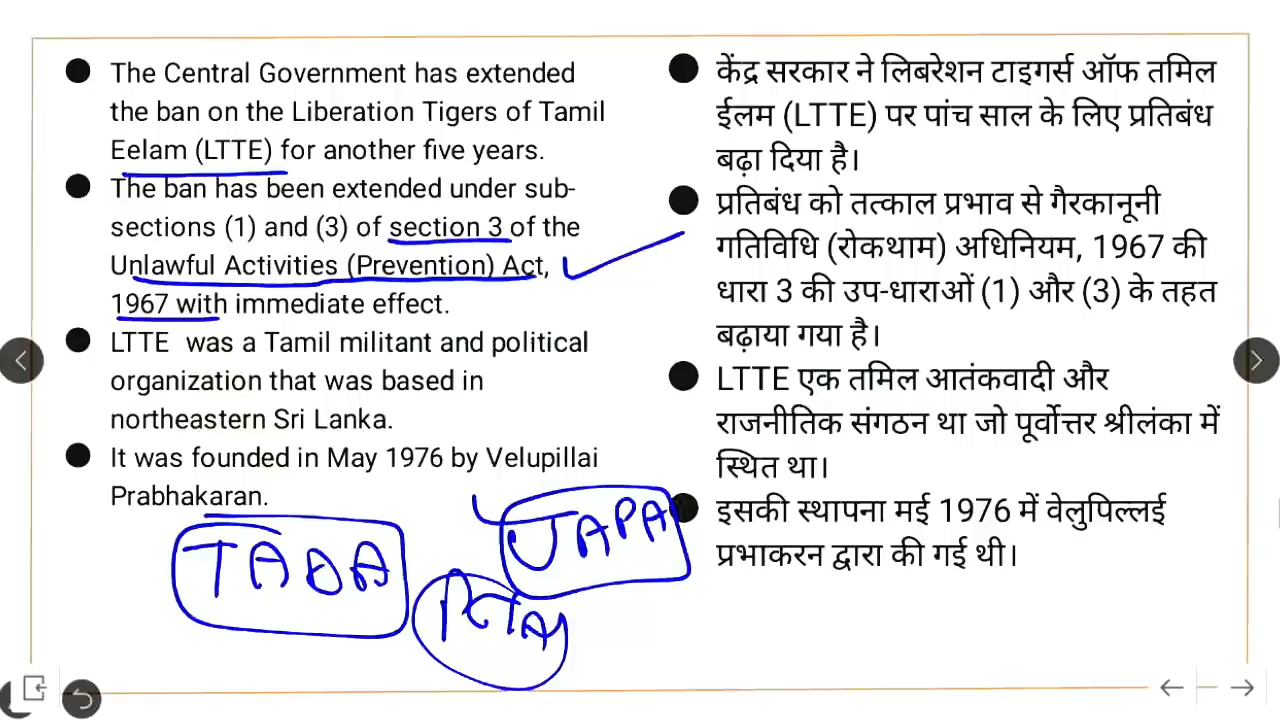 The Central Government has extended
the ban on the Liberation Tigers of Tamil
Eelam (LTTE) for another five years.
The ban has been extended under sub-
sections (1) and (3) of section 3 of the
Unlawful Activities (Prevention) Act,
1967 with immediate effect.
LTTE was a Tamil militant and political
organization that was based in
northeastern Sri Lanka.
It was founded in May 1976 by Velupillai
Prabhakaran.
केंद्र सरकार ने लिबरेशन टाइगर्स ऑफ तमिल
ईलम (LTTE) पर पांच साल के लिए प्रतिबंध
बढ़ा दिया है।
प्रतिबंध को तत्काल प्रभाव से गैरकानूनी
गतिविधि (रोकथाम) अधिनियम, 1967 की
धारा 3 की उप-धाराओं (1) और (3) के तहत
बढ़ाया गया है।
LTTE एक तमिल आतंकवादी और
राजनीतिक संगठन था जो पूर्वोत्तर श्रीलंका में
स्थित था।
इसकी स्थापना मई 1976 में वेलुपिल्लई
प्रभाकरन द्वारा की गई थी।
TADA
UAPA